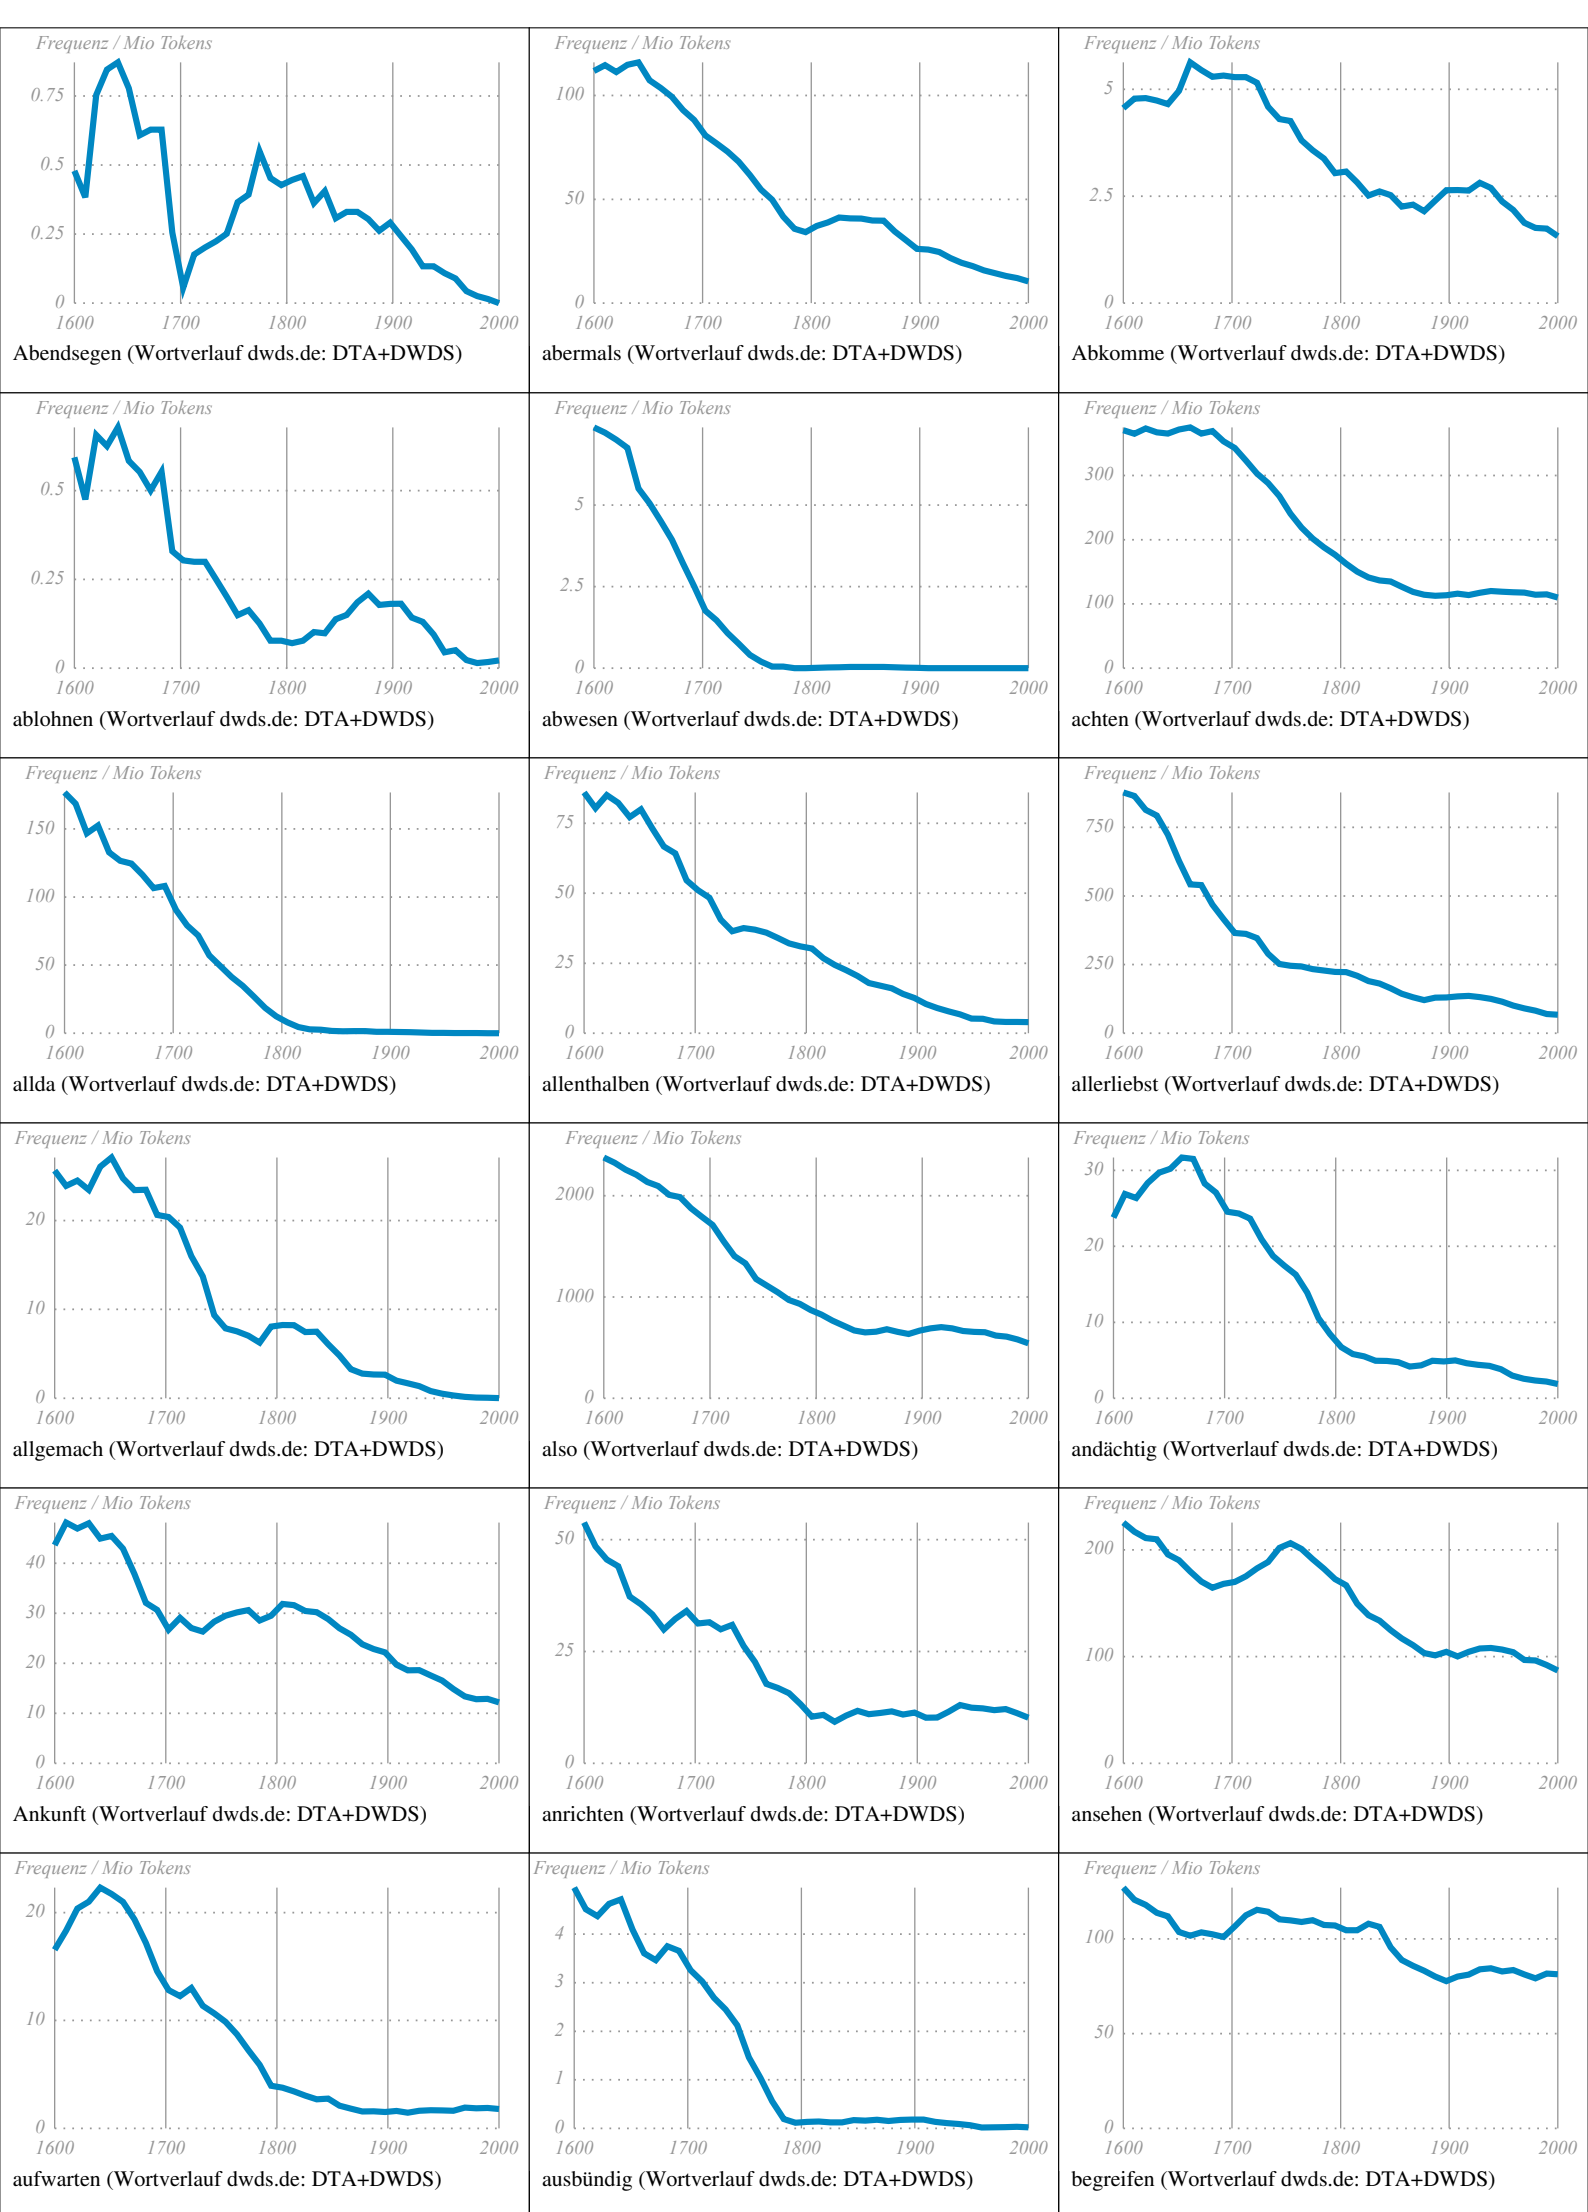 Frequenz / Mio Tokens
0.75
0.5
0.25
0
1600 1700 1800 1900 2000
Abendsegen (Wortverlauf dwds.de: DTA+DWDS)
Frequenz / Mio Tokens
100
50
0
1600 1700 1800 1900 2000
abermals (Wortverlauf dwds.de: DTA+DWDS)
Frequenz / Mio Tokens
5
2.5
0
1600 1700 1800 1900 2000
Abkomme (Wortverlauf dwds.de: DTA+DWDS)
Frequenz / Mio Tokens
0.5
0.25
0
1600 1700 1800 1900 2000
ablohnen (Wortverlauf dwds.de: DTA+DWDS)
Frequenz / Mio Tokens
5
2.5
0
1600 1700 1800 1900 2000
abwesen (Wortverlauf dwds.de: DTA+DWDS)
Frequenz / Mio Tokens
300
200
100
0
1600 1700 1800 1900 2000
achten (Wortverlauf dwds.de: DTA+DWDS)
Frequenz / Mio Tokens
150
100
50
0
1600 1700 1800 1900 2000
allda (Wortverlauf dwds.de: DTA+DWDS)
Frequenz / Mio Tokens
75
50
25
0
1600 1700 1800 1900 2000
allenthalben (Wortverlauf dwds.de: DTA+DWDS)
Frequenz / Mio Tokens
750
500
250
0
1600 1700 1800 1900 2000
allerliebst (Wortverlauf dwds.de: DTA+DWDS)
Frequenz / Mio Tokens
20
10
0
1600 1700 1800 1900 2000
allgemach (Wortverlauf dwds.de: DTA+DWDS)
Frequenz / Mio Tokens
2000
1000
0
1600 1700 1800 1900 2000
also (Wortverlauf dwds.de: DTA+DWDS)
Frequenz / Mio Tokens
30
20
10
0
1600 1700 1800 1900 2000
andächtig (Wortverlauf dwds.de: DTA+DWDS)
Frequenz / Mio Tokens
40
30
20
10
0
1600 1700 1800 1900 2000
Ankunft (Wortverlauf dwds.de: DTA+DWDS)
Frequenz / Mio Tokens
50
25
0
1600 1700 1800 1900 2000
anrichten (Wortverlauf dwds.de: DTA+DWDS)
Frequenz / Mio Tokens
200
100
0
1600 1700 1800 1900 2000
ansehen (Wortverlauf dwds.de: DTA+DWDS)
Frequenz / Mio Tokens
20
10
0
1600 1700 1800 1900 2000
aufwarten (Wortverlauf dwds.de: DTA+DWDS)
Frequenz / Mio Tokens
4
3
2
1
0
1600 1700 1800 1900 2000
ausbündig (Wortverlauf dwds.de: DTA+DWDS)
Frequenz / Mio Tokens
100
50
0
1600 1700 1800 1900 2000
begreifen (Wortverlauf dwds.de: DTA+DWDS)